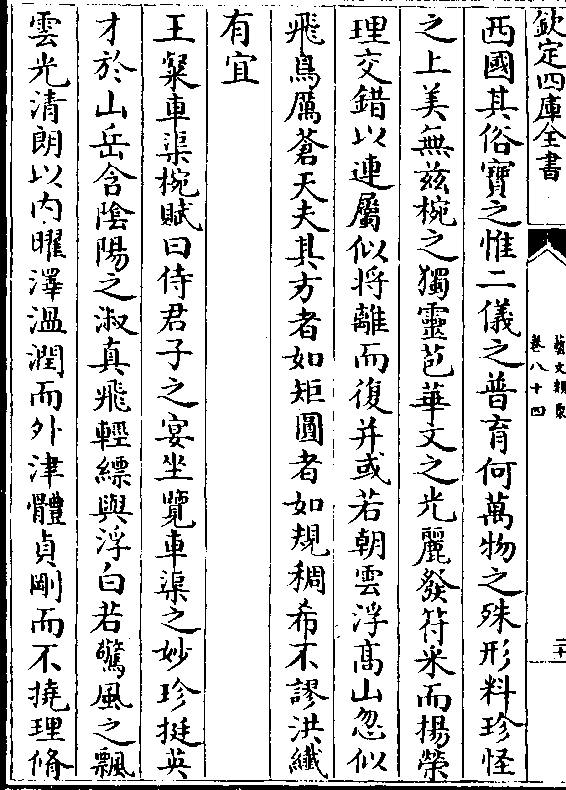 欽定四庫全書
藝文類聚
卷八十四
二十
西國其俗寶之惟二儀之普育何萬物之殊形料珍怪
之上美無兹椀之獨靈苞華文之光麗發符采而揚榮
理交錯以連屬似將離而復并或若朝雲浮髙山忽似
飛鳥厲蒼天夫其方者如矩圓者如規稠希不謬洪纖
有宜
王粲車渠椀賦曰侍君子之宴坐覽車渠之妙珍挺英
才於山岳含陰陽之淑真飛輕縹與浮白若驚風之飄
雲光清朗以内曜澤温潤而外津體貞剛而不撓理脩